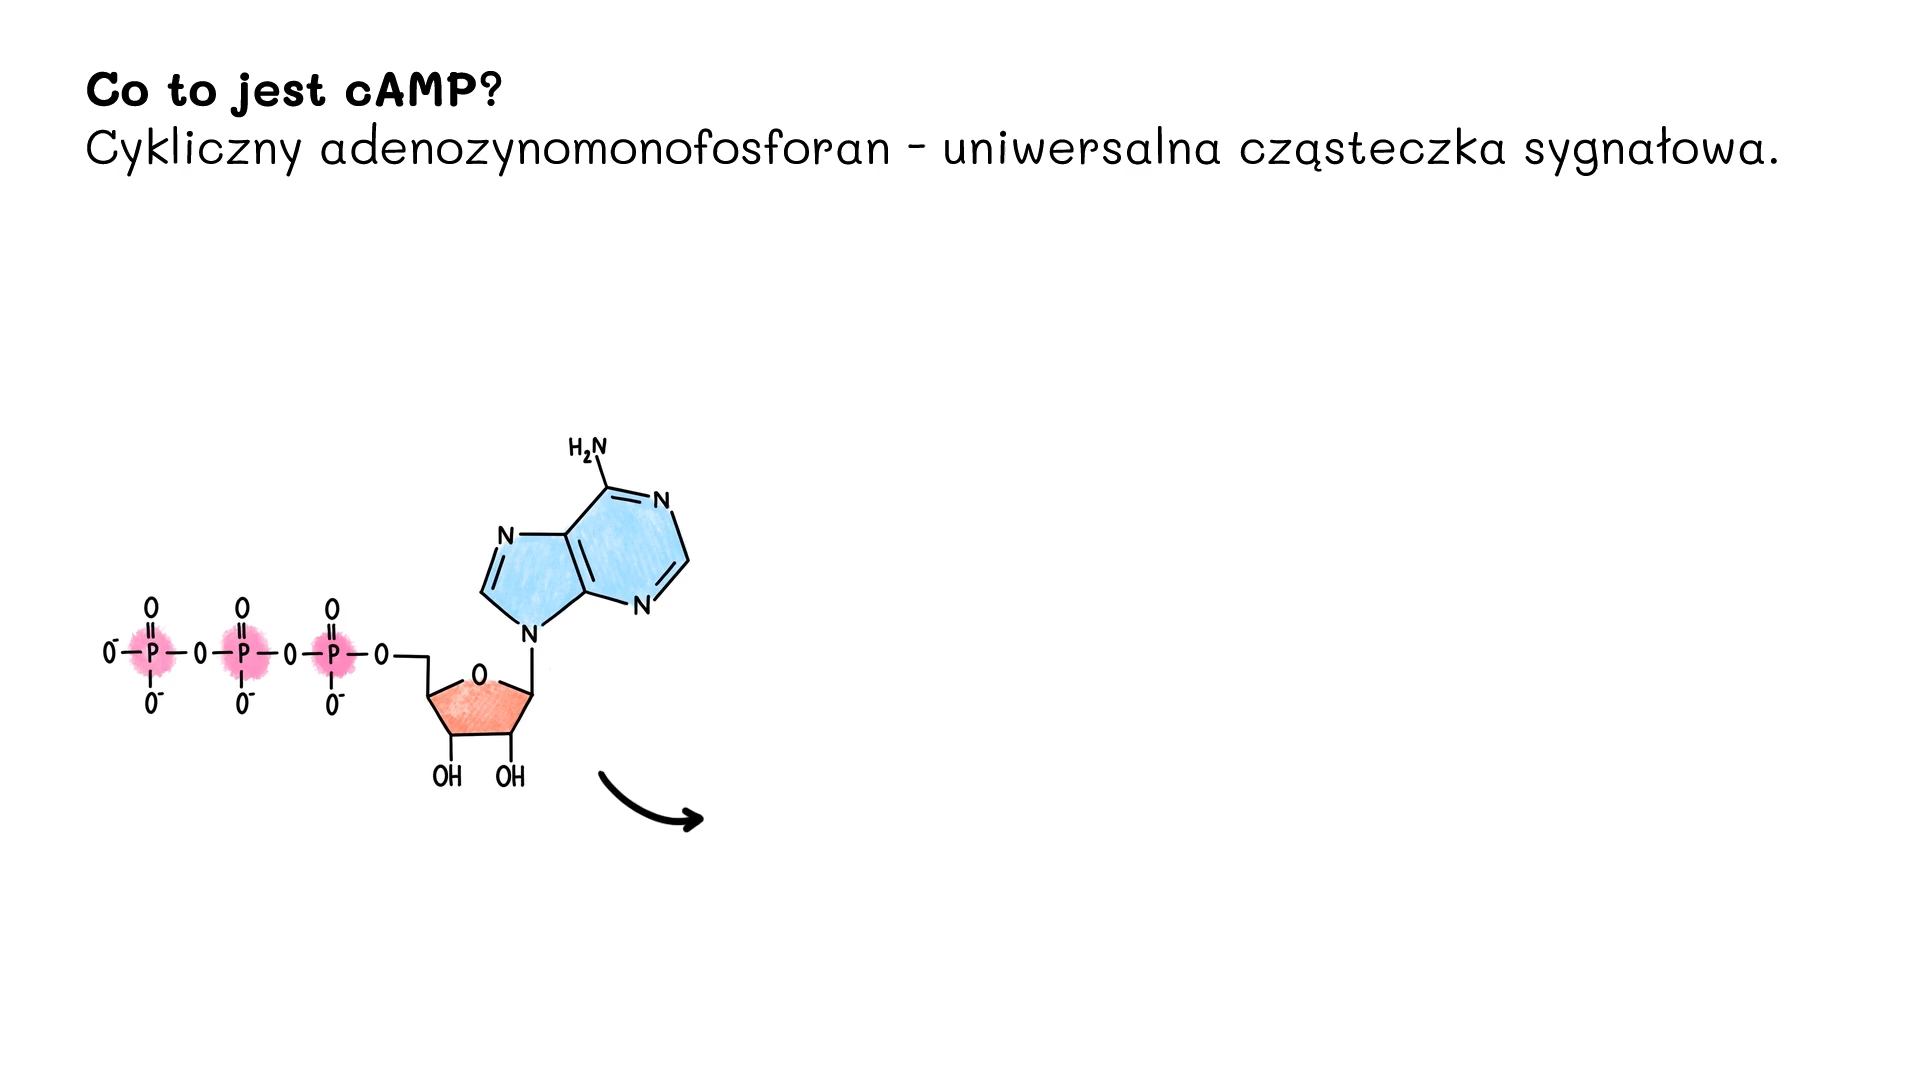 Co to jest cAMP?
Cykliczny adenozynomonofosforan - uniwersalna cząsteczka sygnałowa.
H₂N
N
N
N
N
O O O
O⁻ P O P O P O
O⁻ O⁻ O⁻
O
OH OH